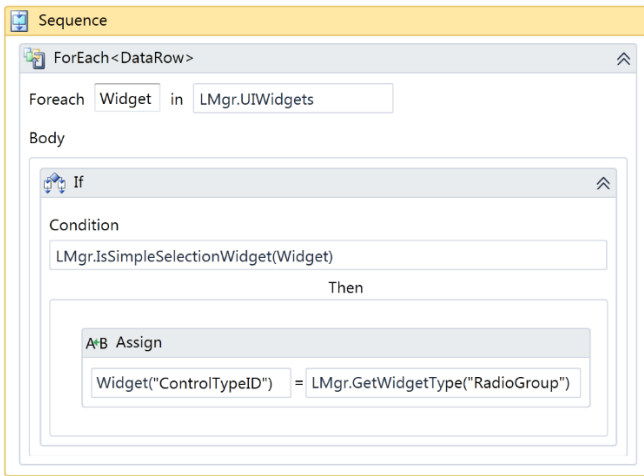 Sequence
ForEach<DataRow>
Foreach Widget in LMgr.UIWidgets
Body
If
Condition
LMgr.IsSimpleSelectionWidget(Widget)
Then
A+B Assign
Widget("ControlTypeID") = LMgr.GetWidgetType("RadioGroup")